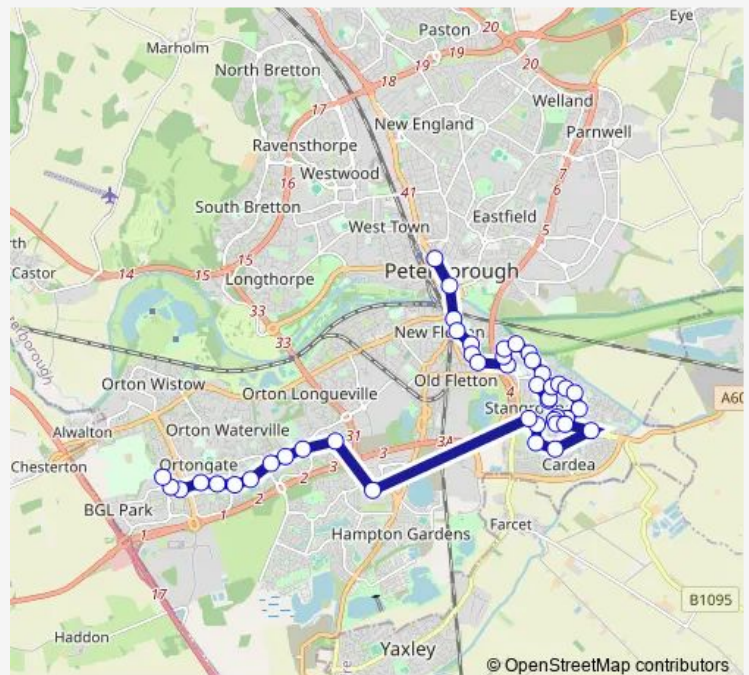 Paston
20
Eye
Marholm
19
19
North Bretton
18
20
17
Welland
New England
Parnwell
Ravensthorpe
7
Westwood
16
6
41
South Bretton
Eastfield
West Town
5
rth
14
15
15
Peterborough
Castor
Longthorpe
33
33
New Fletton
Orton Wistow
Old Fletton
Orton Longueville
4
A60
Alwalton
Orton Waterville
31
3
3A
Chesterton
Ortongate
3
Cardea
2
2
1
BGL Park
1
Farcet
Hampton Gardens
17
B1095
Haddon
Yaxley
© OpenStreetMap contributors